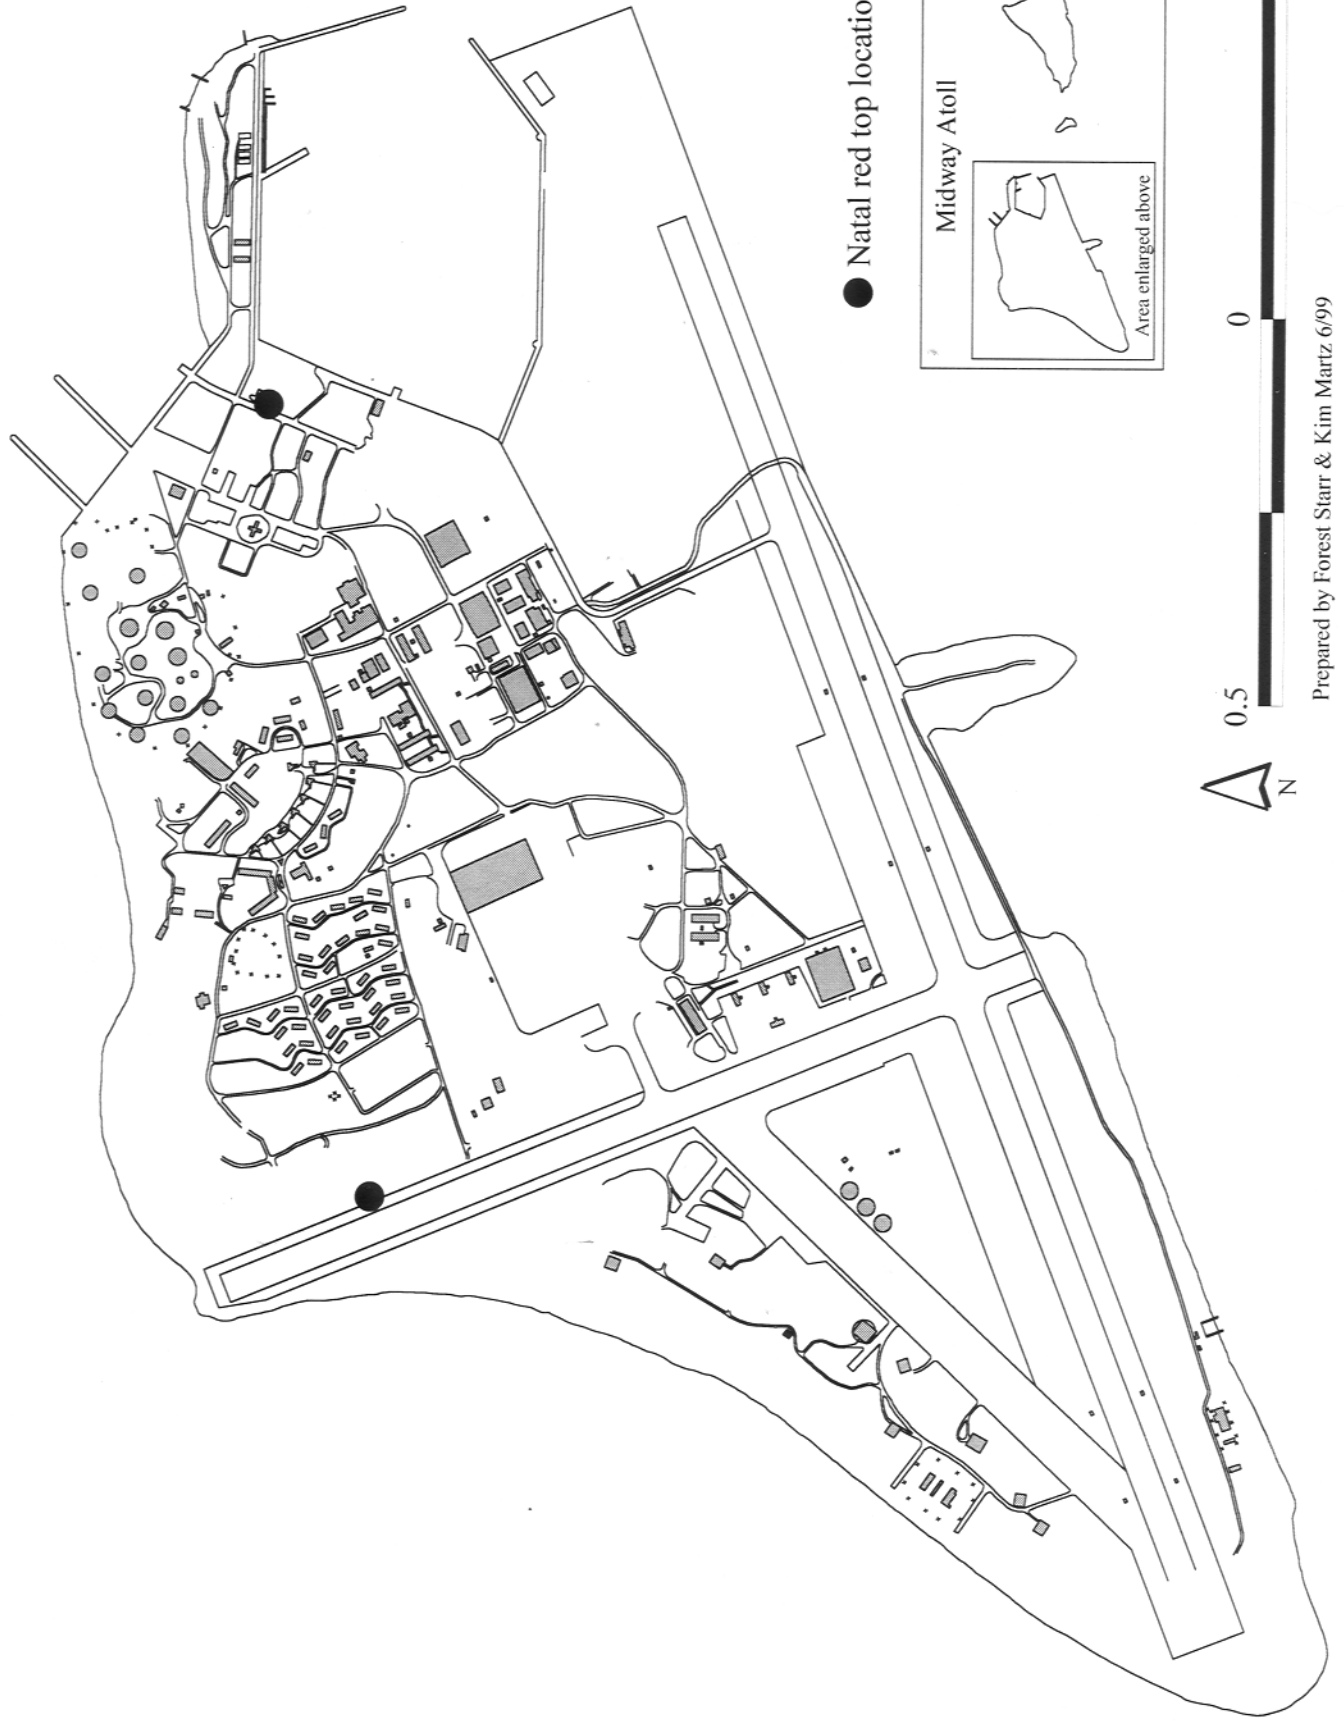 Natal red top locatio
Midway Atoll
Area enlarged above
0.5
0
N
Prepared by Forest Starr & Kim Martz 6/99